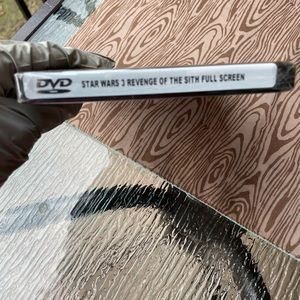 DVD STAR WARS 3 REVENGE OF THE SITH FULL SCREEN